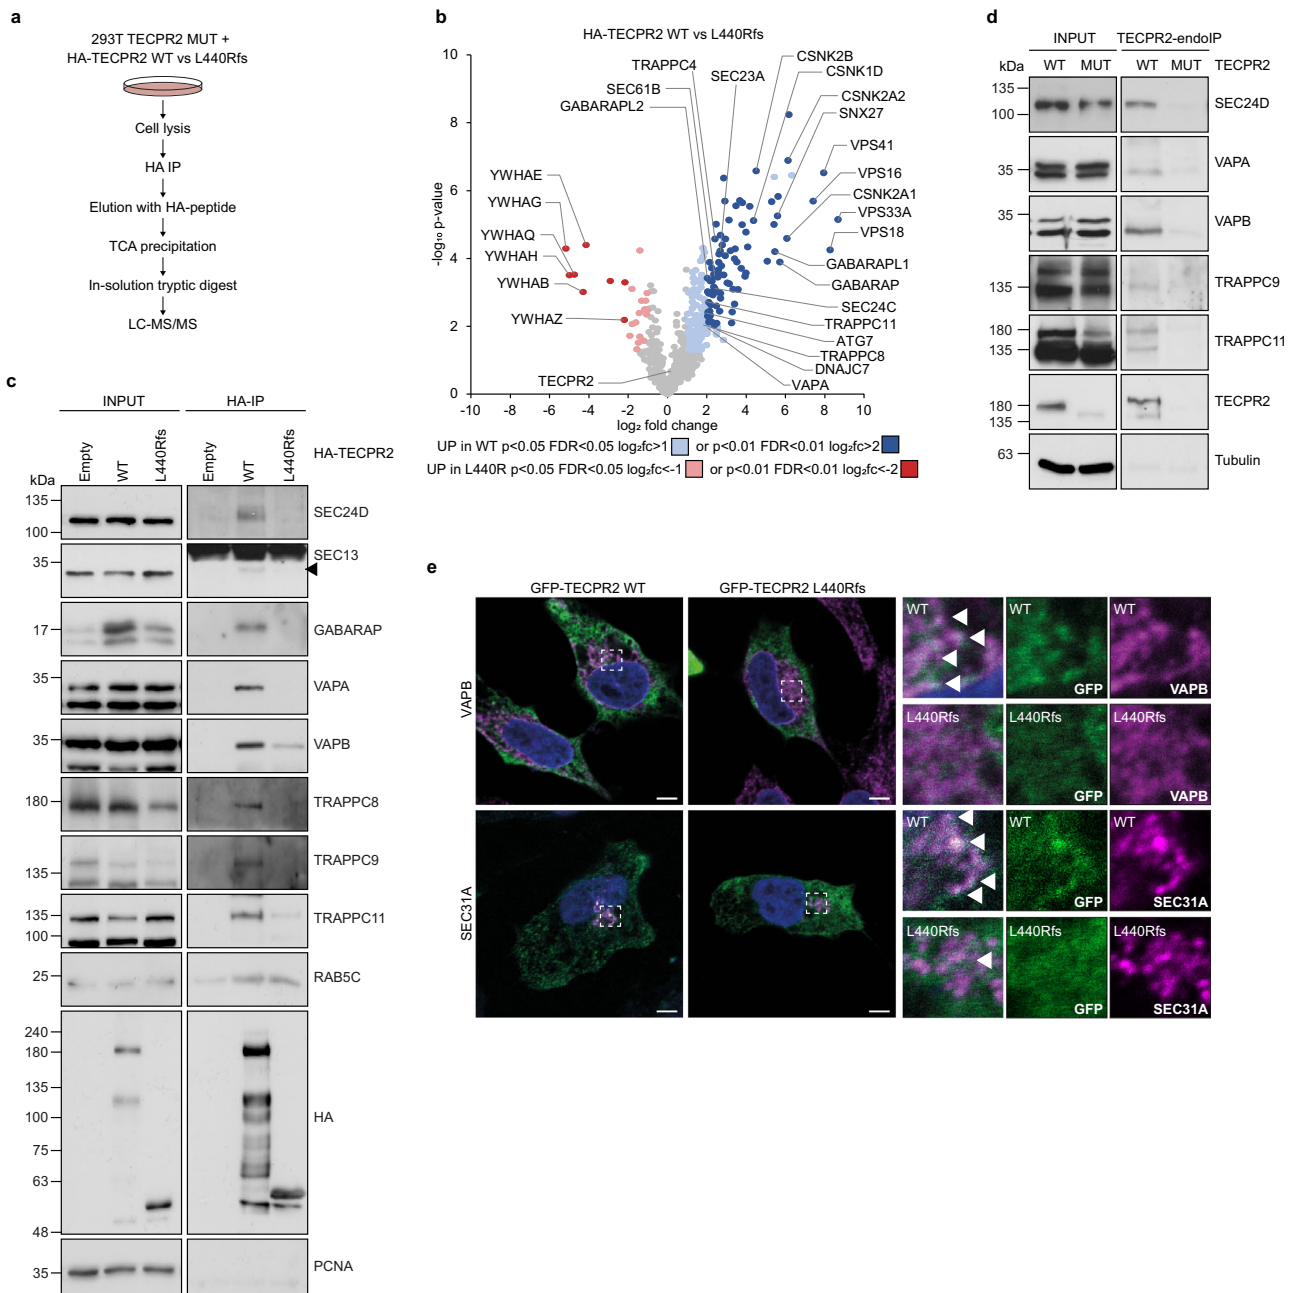 a
293T TECPR2 MUT +
HA-TECPR2 WT vs L440Rfs
Cell lysis
HA IP
Elution with HA-peptide
TCA precipitation
In-solution tryptic digest
LC-MS/MS
b
HA-TECPR2 WT vs L440Rfs
-log₁₀ p-value
10
8
6
4
2
0
-10 -8 -6 -4 -2 0 2 4 6 8 10
log₂ fold change
TRAPPC4
SEC61B
GABARAPL2
SEC23A
CSNK2B
CSNK1D
CSNK2A2
SNX27
VPS41
VPS16
CSNK2A1
VPS33A
VPS18
GABARAPL1
GABARAP
SEC24C
TRAPPC11
ATG7
TRAPPC8
DNAJC7
VAPA
YWHAE
YWHAG
YWHAQ
YWHAH
YWHAB
YWHAZ
TECPR2
UP in WT p<0.05 FDR<0.05 log₂fc>1 or p<0.01 FDR<0.01 log₂fc>2
UP in L440R p<0.05 FDR<0.05 log₂fc<-1 or p<0.01 FDR<0.01 log₂fc<-2
c
INPUT HA-IP
Empty WT L440Rfs Empty WT L440Rfs HA-TECPR2
kDa
135
100
SEC24D
35
SEC13
17
GABARAP
35
VAPA
35
VAPB
180
TRAPPC8
135
TRAPPC9
135
100
TRAPPC11
25
RAB5C
240
180
135
100
75
63
48
HA
35
PCNA
d
INPUT TECPR2-endoIP
kDa WT MUT WT MUT TECPR2
135
100
SEC24D
35
VAPA
35
VAPB
135
TRAPPC9
180
135
TRAPPC11
180
135
TECPR2
63
Tubulin
e
GFP-TECPR2 WT GFP-TECPR2 L440Rfs
VAPB
SEC31A
WT
WT
GFP
WT
VAPB
L440Rfs
L440Rfs
GFP
L440Rfs
VAPB
WT
WT
GFP
WT
SEC31A
L440Rfs
L440Rfs
GFP
L440Rfs
SEC31A